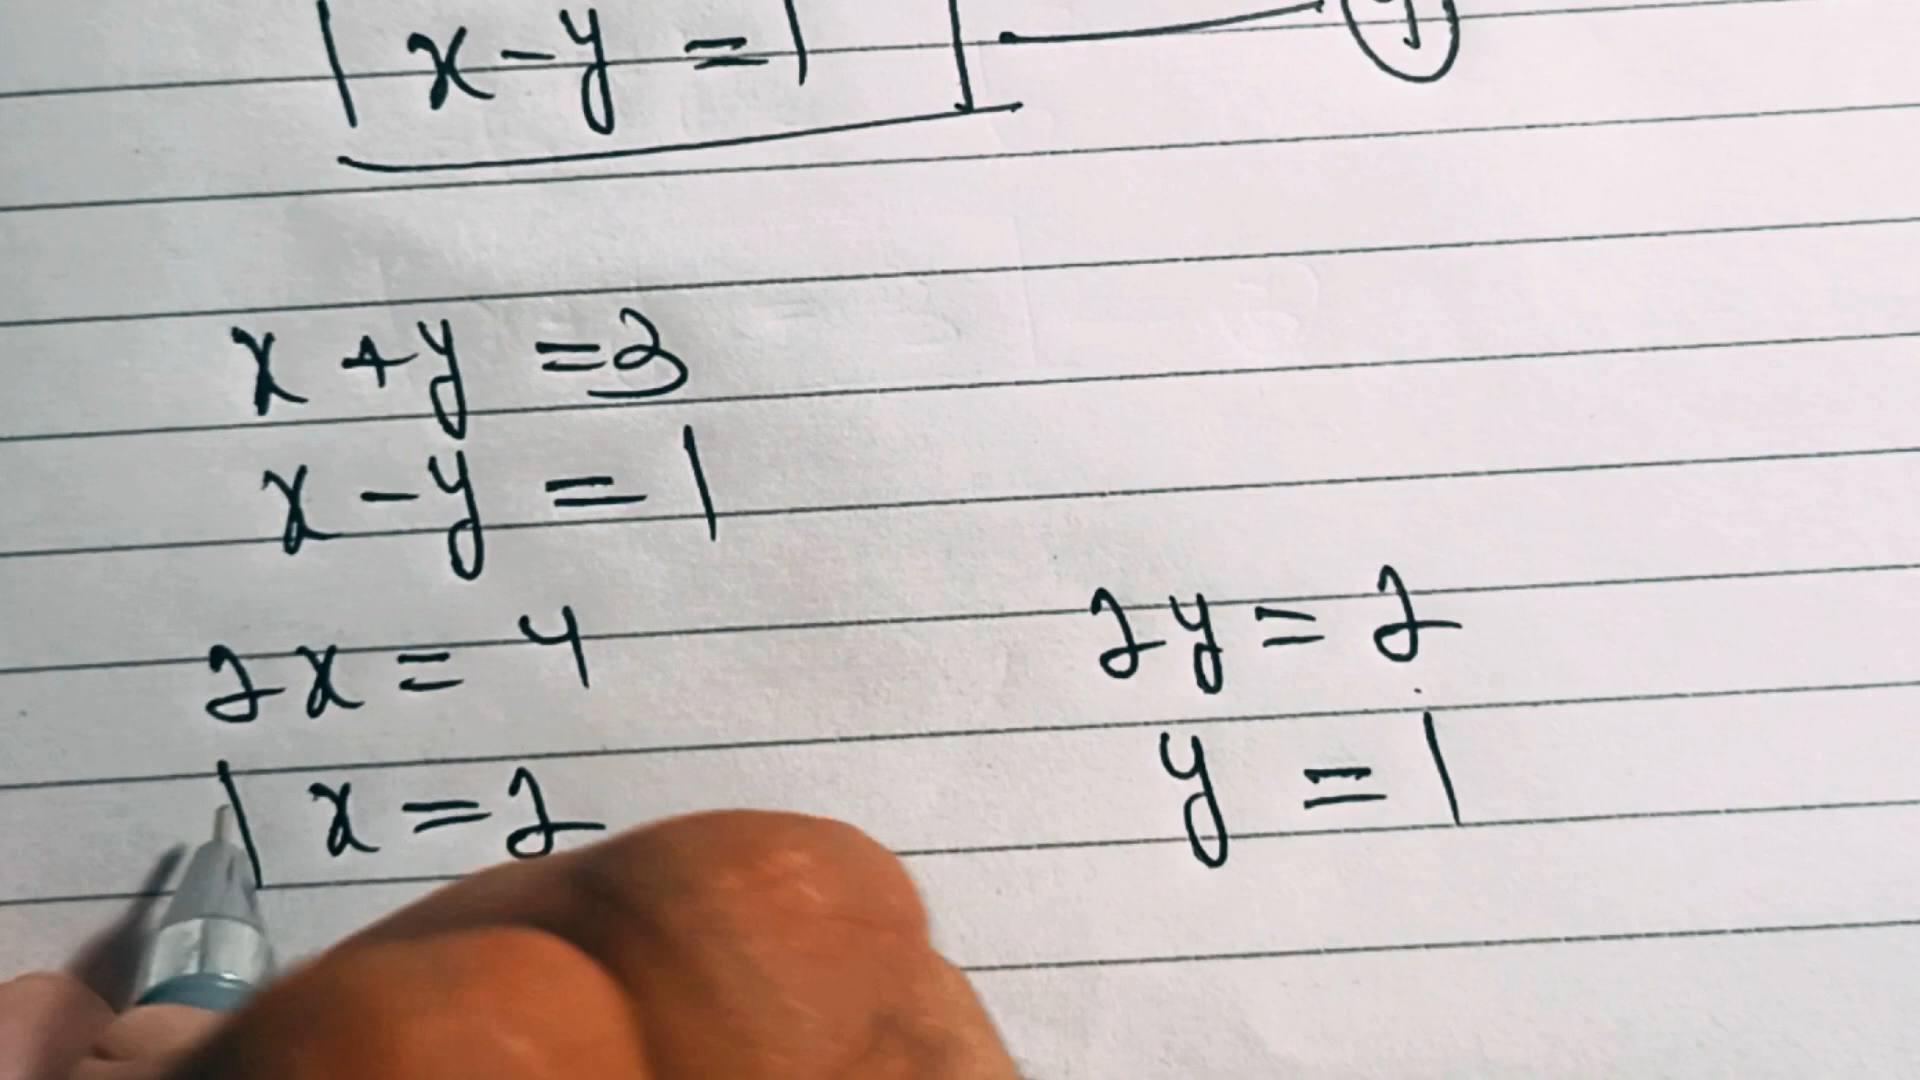 x - y = 1
x + y = 3
x - y = 1
2x = 4
2y = 2
x = 2
y = 1